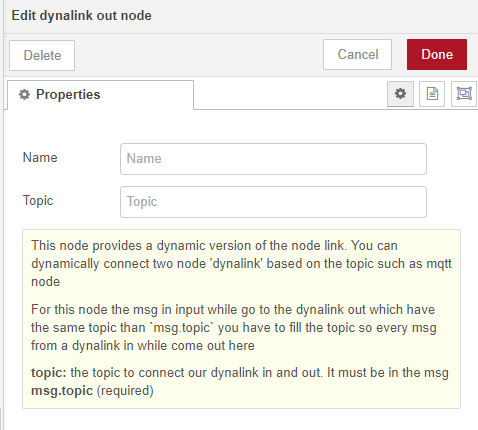 Edit dynalink out node
Delete
Cancel
Done
Properties
Name
Name
Topic
Topic
This node provides a dynamic version of the node link. You can
dynamically connect two node 'dynalink' based on the topic such as mqtt
node
For this node the msg in input while go to the dynalink out which have
the same topic than `msg.topic` you have to fill the topic so every msg
from a dynalink in while come out here
topic: the topic to connect our dynalink in and out. It must be in the msg
msg.topic (required)